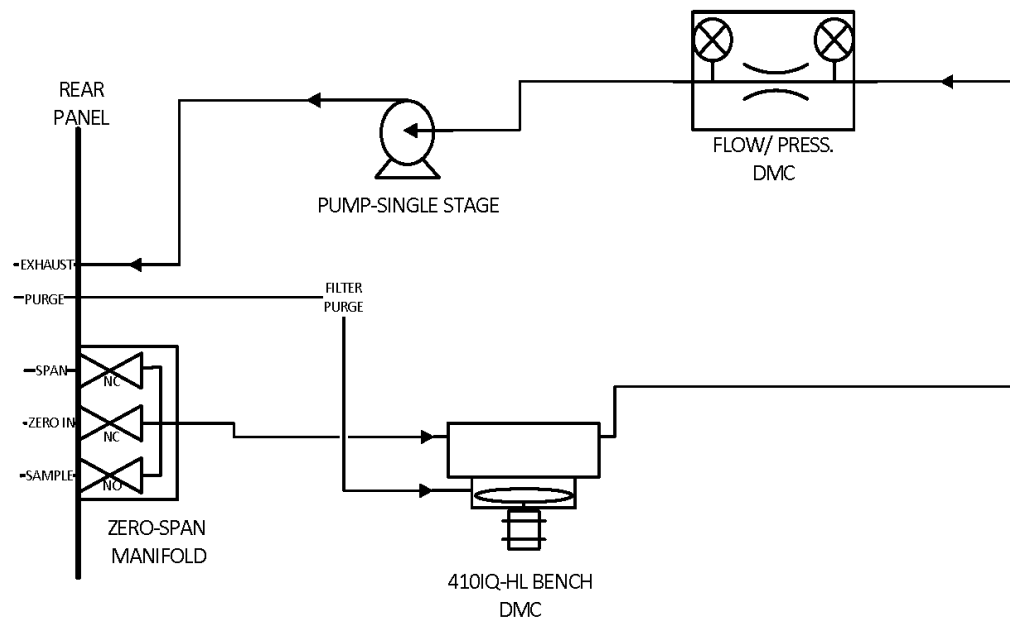 REAR
PANEL
FLOW/ PRESS.
DMC
PUMP-SINGLE STAGE
EXHAUST
PURGE
FILTER
PURGE
SPAN
NC
ZERO IN
NC
SAMPLE
NO
ZERO-SPAN
MANIFOLD
410IQ-HL BENCH
DMC